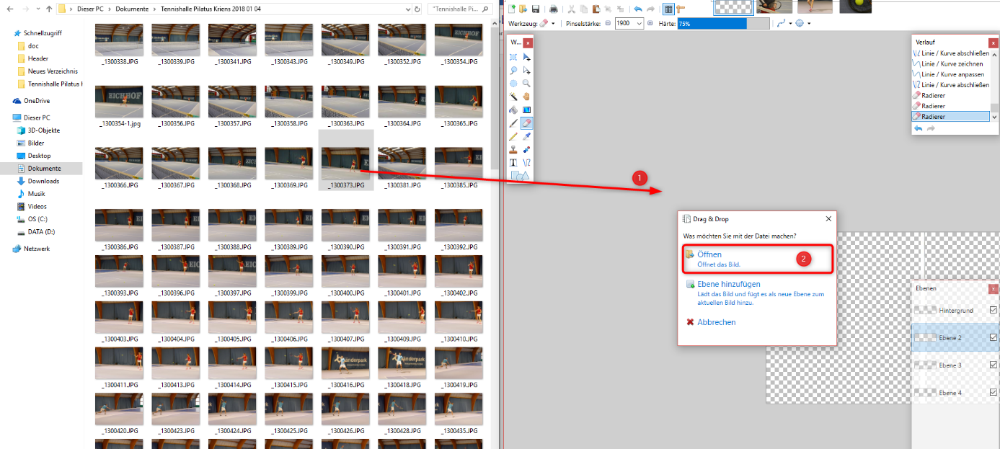 Dieser PC > Dokumente > Tennishalle Pilatus Kriens 2018 01 04
"Tennishalle Pi...
Schnellzugriff
doc
Header
Neues Verzeichnis
Tennishalle Pilatus
OneDrive
Dieser PC
3D-Objekte
Bilder
Desktop
Dokumente
Downloads
Musik
Videos
OS (C:)
DATA (D:)
Netzwerk
EICHHOF
_1300338.JPG _1300339.JPG _1300341.JPG _1300343.JPG _1300349.JPG _1300352.JPG _1300354.JPG
EICHHOF
_1300354-1.jpg _1300356.JPG _1300357.JPG _1300358.JPG _1300363.JPG _1300364.JPG _1300365.JPG
EICH
_1300366.JPG _1300367.JPG _1300368.JPG _1300369.JPG _1300373.JPG _1300381.JPG _1300385.JPG
_1300386.JPG _1300387.JPG _1300388.JPG _1300389.JPG _1300390.JPG _1300391.JPG _1300392.JPG
_1300393.JPG _1300396.JPG _1300397.JPG _1300399.JPG _1300400.JPG _1300401.JPG _1300402.JPG
_1300403.JPG _1300404.JPG _1300405.JPG _1300406.JPG _1300407.JPG _1300409.JPG _1300410.JPG
änderpark änderpark
_1300411.JPG _1300413.JPG _1300414.JPG _1300415.JPG _1300416.JPG _1300418.JPG _1300419.JPG
_1300420.JPG _1300423.JPG _1300424.JPG _1300425.JPG _1300426.JPG _1300428.JPG _1300435.JPG
Werkzeug: Pinselstärke: 1900 Härte: 75%
W... x
1
Drag & Drop
Was möchten Sie mit der Datei machen?
Öffnen
Öffnet das Bild.
2
Ebene hinzufügen
Lädt das Bild und fügt es als neue Ebene zum
aktuellen Bild hinzu.
Abbrechen
Verlauf x
Linie / Kurve abschließen
Linie / Kurve zeichnen
Linie / Kurve anpassen
Linie / Kurve abschließen
Radierer
Radierer
Radierer
Ebenen x
Hintergrund
Ebene 2
Ebene 3
Ebene 4